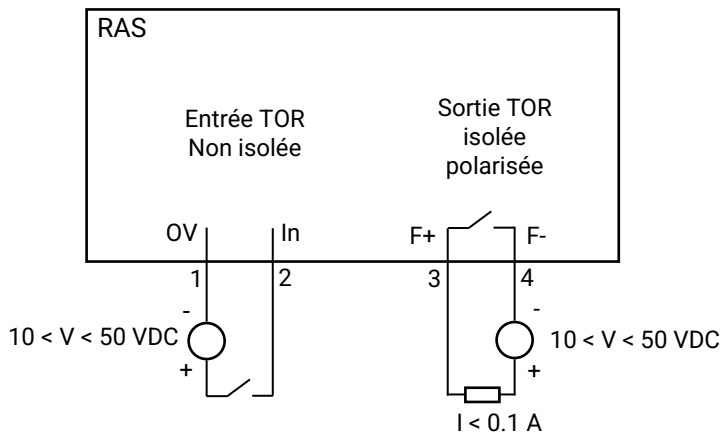 RAS
Entrée TOR
Non isolée
Sortie TOR
isolée
polarisée
OV
In
F+
F-
1
2
3
4
-
10 < V < 50 VDC
+
-
10 < V < 50 VDC
+
I < 0.1 A